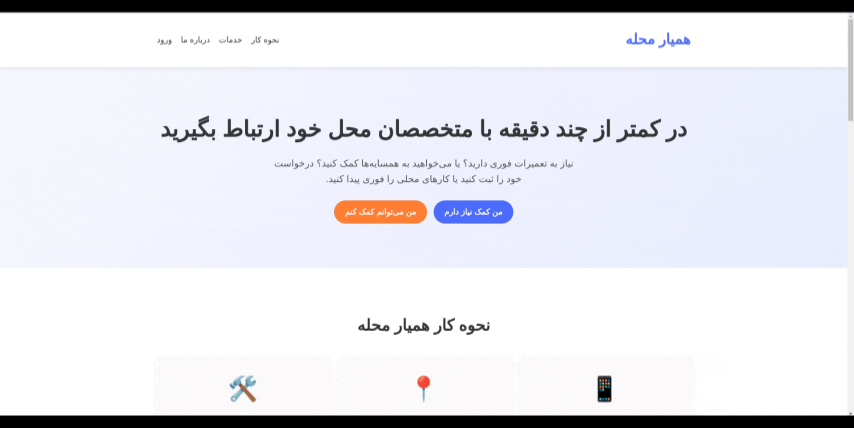 همیار محله
نحوه کار
خدمات
درباره ما
ورود
در کمتر از چند دقیقه با متخصصان محل خود ارتباط بگیرید
نیاز به تعمیرات فوری دارید؟ یا می‌خواهید به همسایه‌ها کمک کنید؟ درخواست
خود را ثبت کنید یا کارهای محلی را فوری پیدا کنید.
من کمک نیاز دارم
من می‌توانم کمک کنم
نحوه کار همیار محله